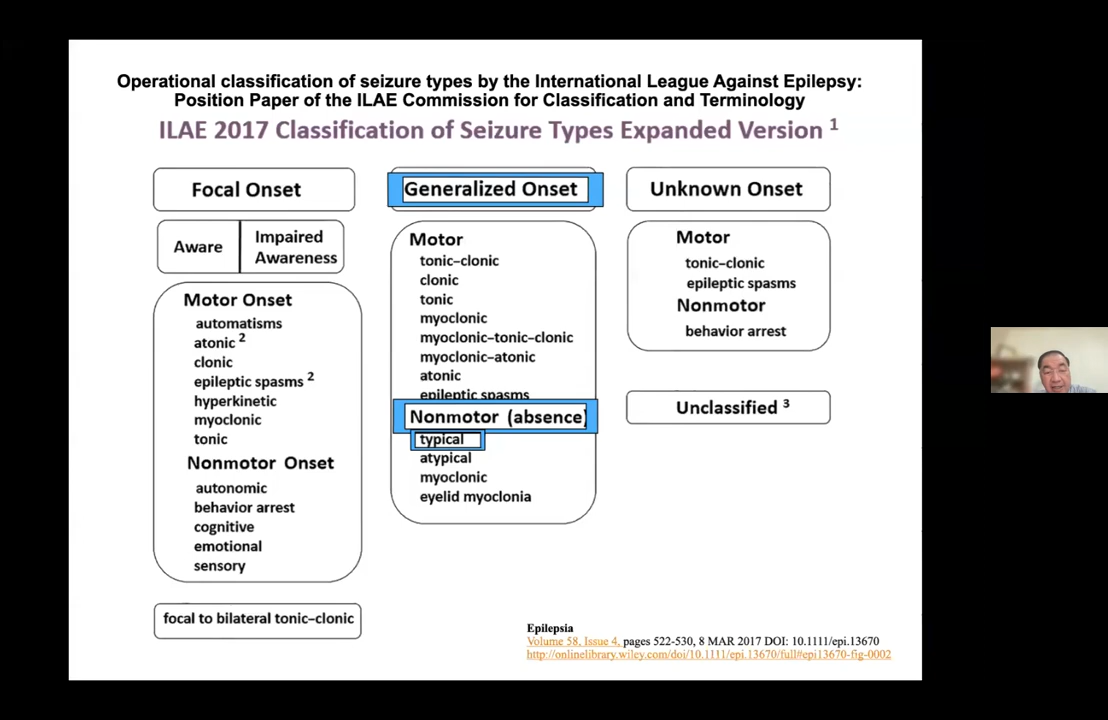 Operational classification of seizure types by the International League Against Epilepsy:
Position Paper of the ILAE Commission for Classification and Terminology
ILAE 2017 Classification of Seizure Types Expanded Version 1
Focal Onset
Aware
Impaired
Awareness
Motor Onset
automatisms
atonic 2
clonic
epileptic spasms 2
hyperkinetic
myoclonic
tonic
Nonmotor Onset
autonomic
behavior arrest
cognitive
emotional
sensory
focal to bilateral tonic–clonic
Generalized Onset
Motor
tonic–clonic
clonic
tonic
myoclonic
myoclonic–tonic–clonic
myoclonic–atonic
atonic
epileptic spasms
Nonmotor (absence)
typical
atypical
myoclonic
eyelid myoclonia
Unknown Onset
Motor
tonic–clonic
epileptic spasms
Nonmotor
behavior arrest
Unclassified 3
Epilepsia
Volume 58, Issue 4, pages 522-530, 8 MAR 2017 DOI: 10.1111/epi.13670
http://onlinelibrary.wiley.com/doi/10.1111/epi.13670/full#epi13670-fig-0002